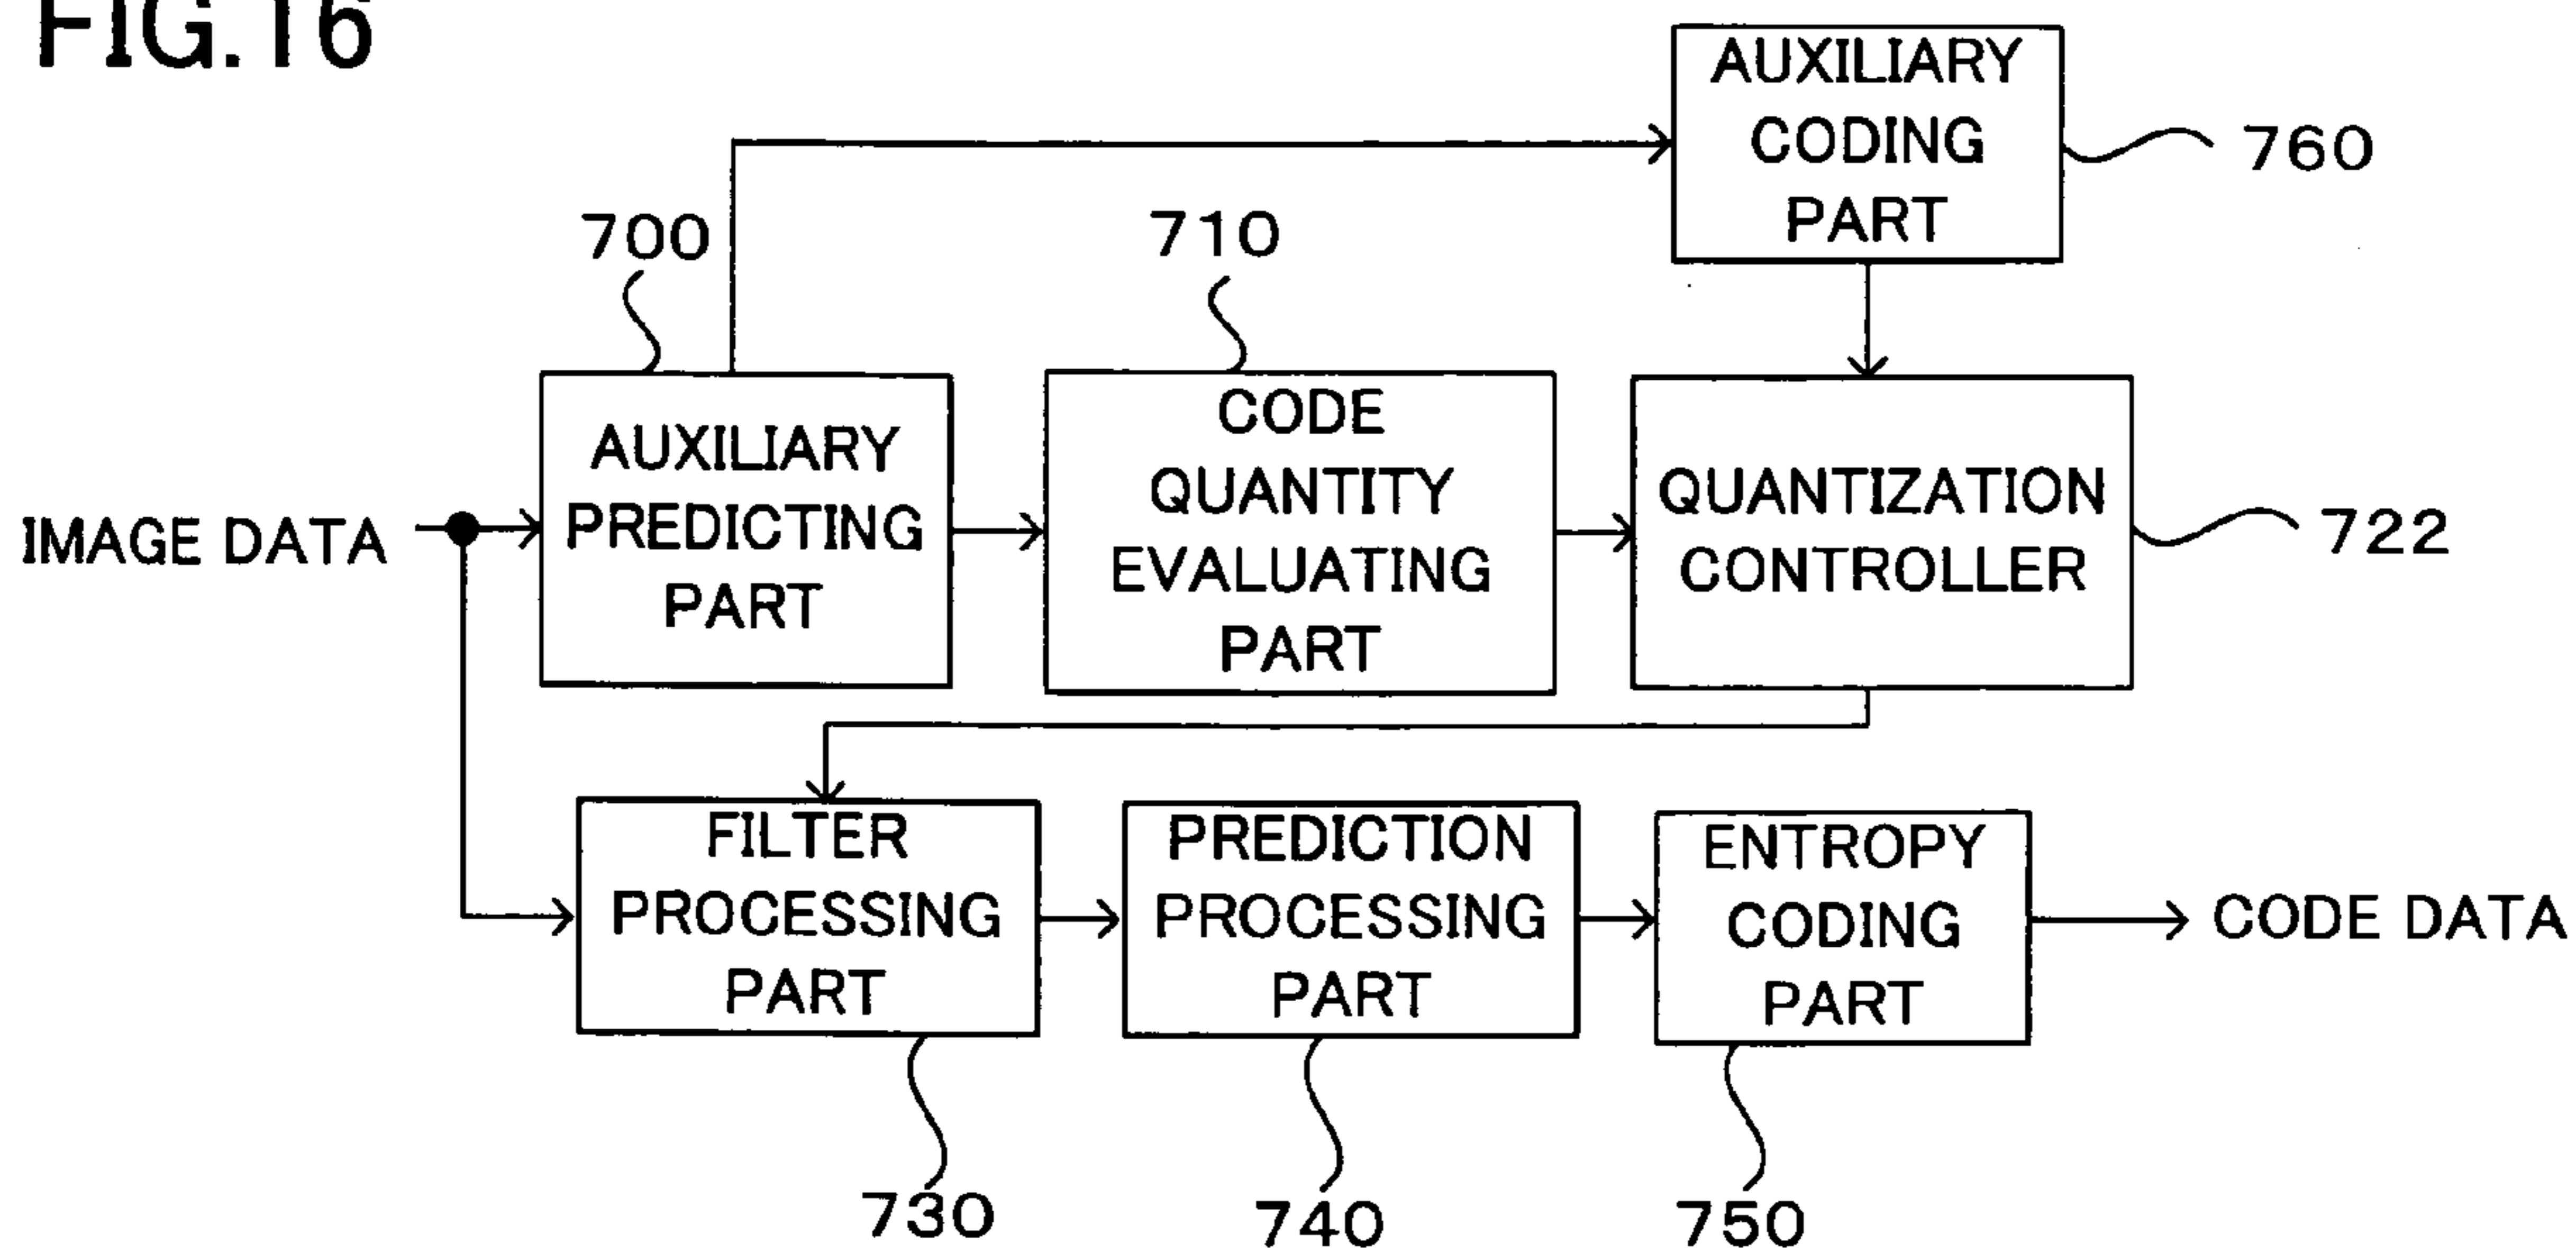 FIG.16
AUXILIARY
CODING
PART
760
700
710
AUXILIARY
PREDICTING
PART
CODE
QUANTITY
EVALUATING
PART
QUANTIZATION
CONTROLLER
722
IMAGE DATA
FILTER
PROCESSING
PART
PREDICTION
PROCESSING
PART
ENTROPY
CODING
PART
CODE DATA
730
740
750